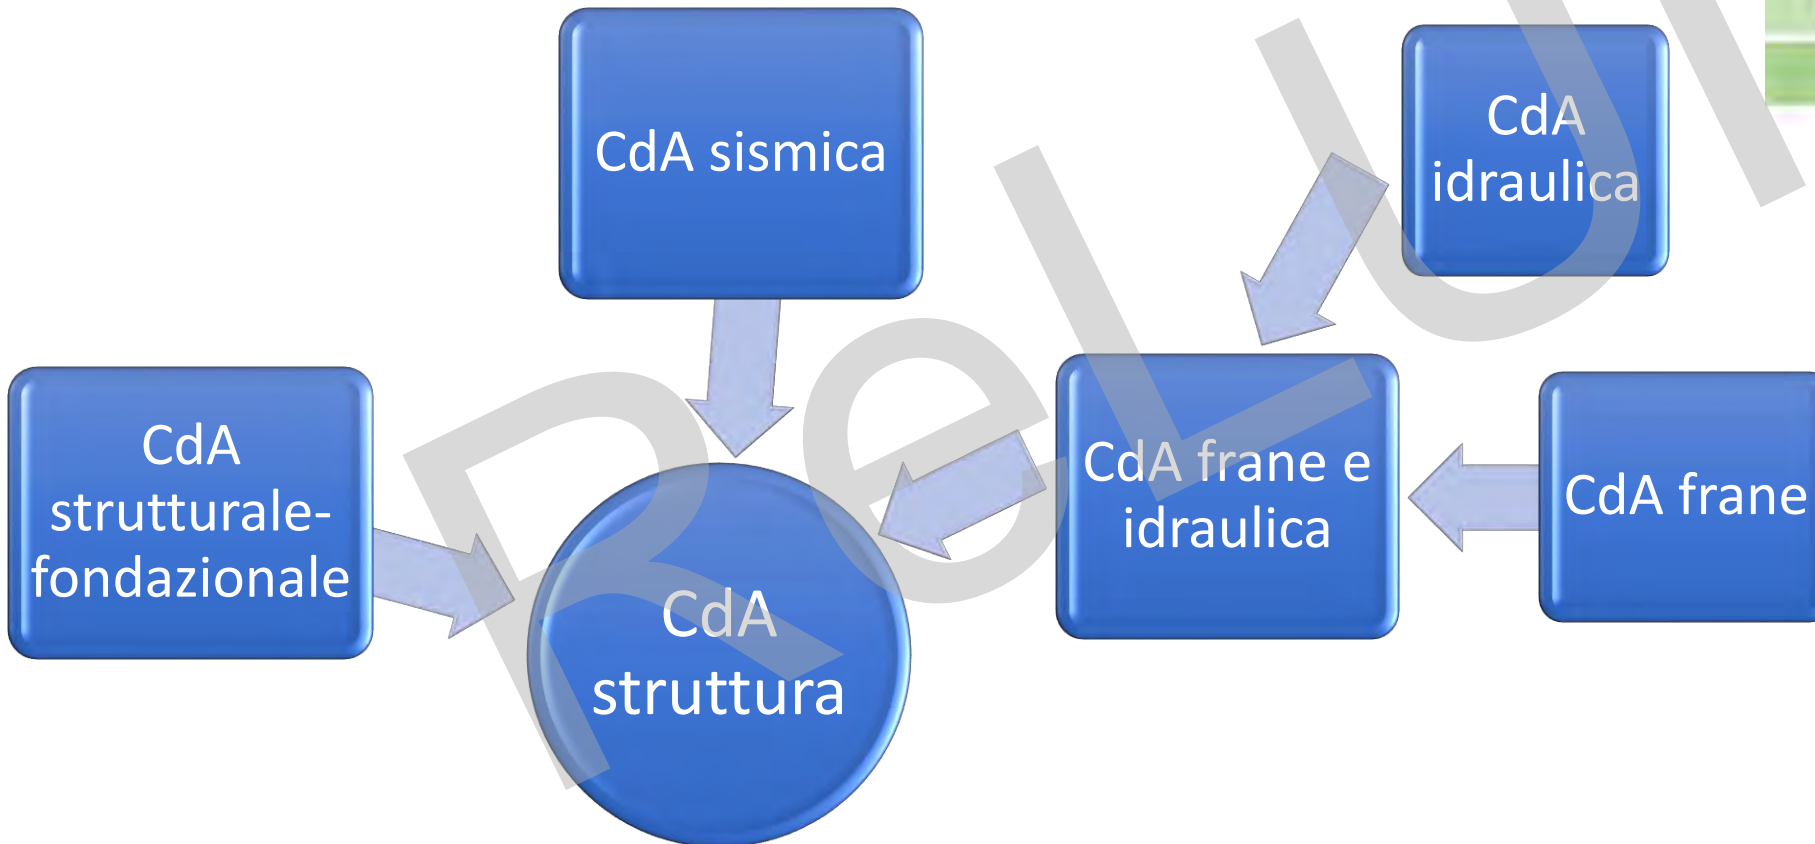 CdA sismica
CdA
idraulica
CdA
strutturale-
fondazionale
CdA frane e
idraulica
CdA frane
CdA
struttura
ReLUI